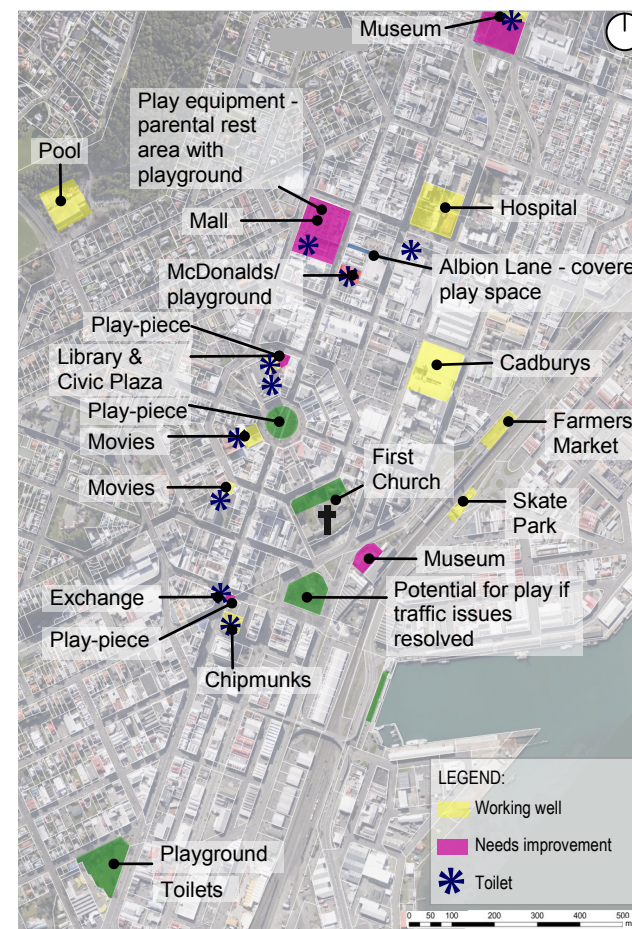 Museum
Play equipment -
parental rest
area with
playground
Pool
Mall
Hospital
McDonalds/
playground
Albion Lane - covere
play space
Play-piece
Library &
Civic Plaza
Cadburys
Play-piece
Movies
Farmers
Market
First
Church
Movies
Skate
Park
Museum
Exchange
Potential for play if
traffic issues
resolved
Play-piece
Chipmunks
LEGEND:
Working well
Needs improvement
Toilet
Playground
Toilets
0 50 100 200 300 400 500
m